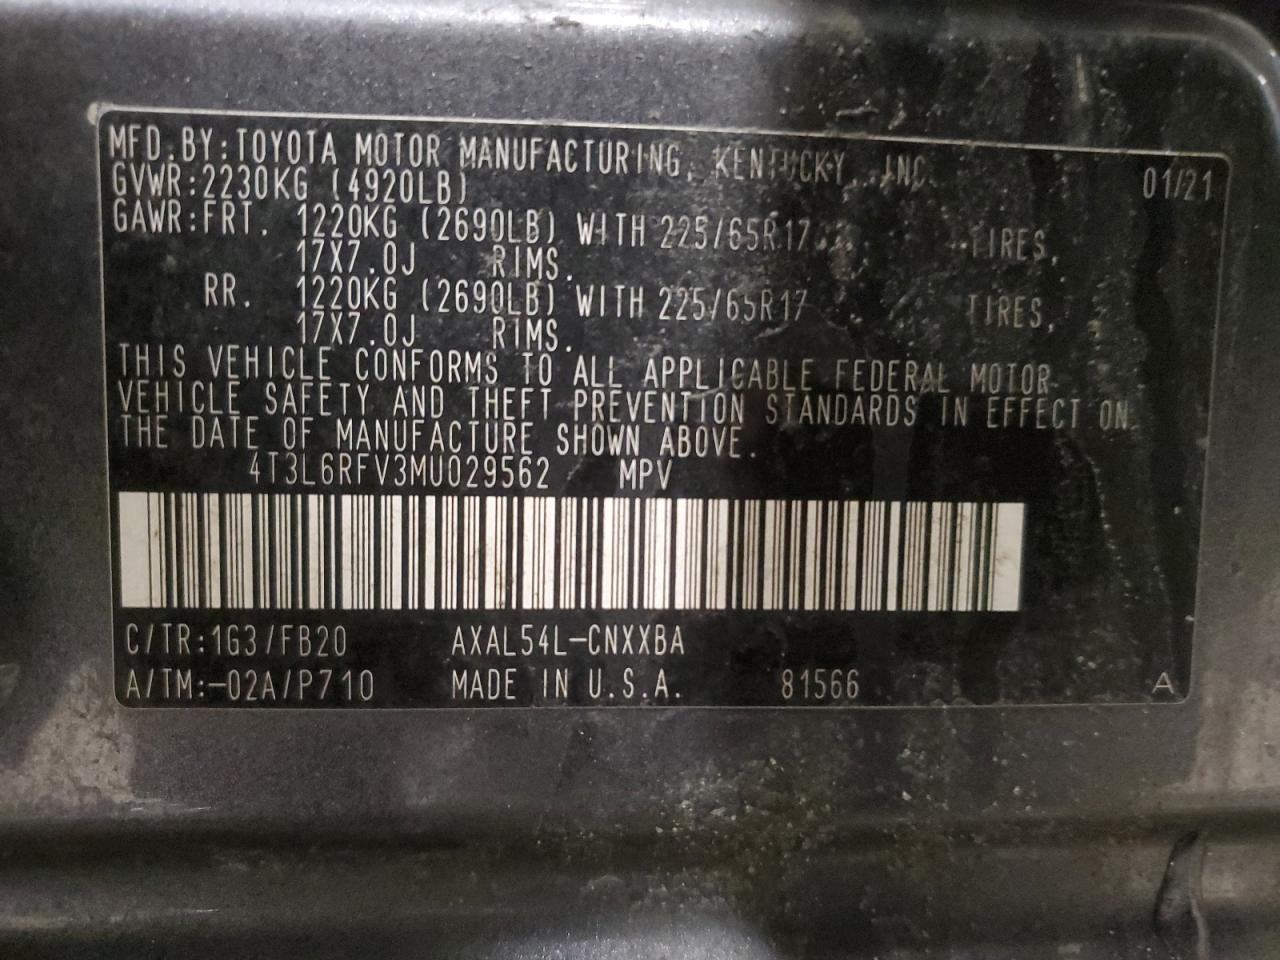 MFD.BY:TOYOTA MOTOR MANUFACTURING, KENTUCKY, INC. 01/21
GVWR:2230KG (4920LB)
GAWR:FRT. 1220KG (2690LB) WITH 225/65R17 TIRES,
17X7.0J RIMS.
RR. 1220KG (2690LB) WITH 225/65R17 TIRES,
17X7.0J RIMS.
THIS VEHICLE CONFORMS TO ALL APPLICABLE FEDERAL MOTOR
VEHICLE SAFETY AND THEFT PREVENTION STANDARDS IN EFFECT ON
THE DATE OF MANUFACTURE SHOWN ABOVE.
4T3L6RFV3MU029562 MPV
C/TR:1G3/FB20 AXAL54L-CNXXBA
A/TM:-02A/P710 MADE IN U.S.A. 81566 A